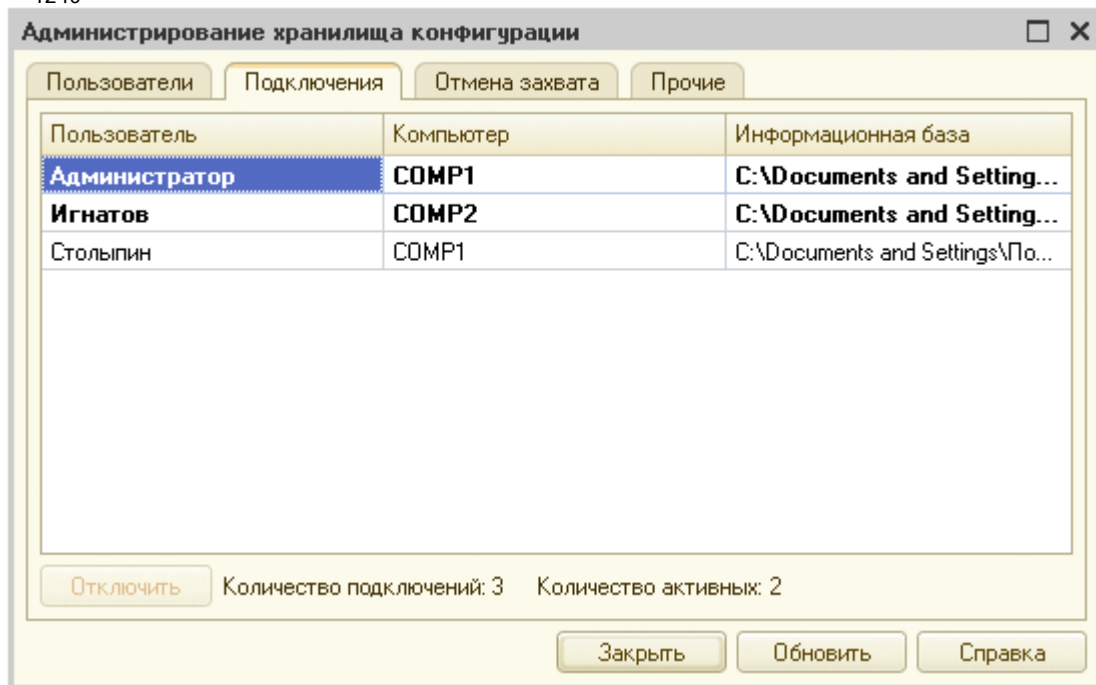 Администрирование хранилища конфигурации
Пользователи Подключения Отмена захвата Прочие
Пользователь Компьютер Информационная база
Администратор COMP1 C:\Documents and Setting...
Игнатов COMP2 C:\Documents and Setting...
Столыпин COMP1 C:\Documents and Settings\По...
Отключить Количество подключений: 3 Количество активных: 2
Закрыть Обновить Справка